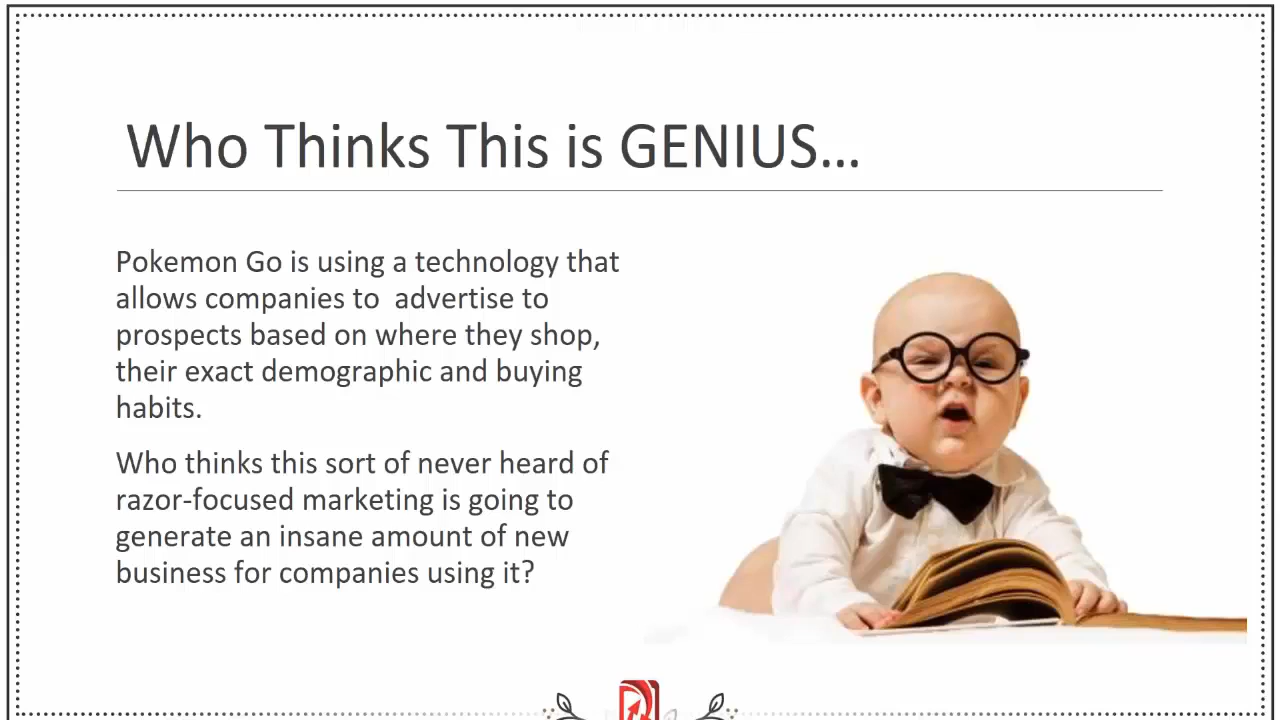 Who Thinks This is GENIUS...
Pokemon Go is using a technology that
allows companies to  advertise to
prospects based on where they shop,
their exact demographic and buying
habits.
Who thinks this sort of never heard of
razor-focused marketing is going to
generate an insane amount of new
business for companies using it?